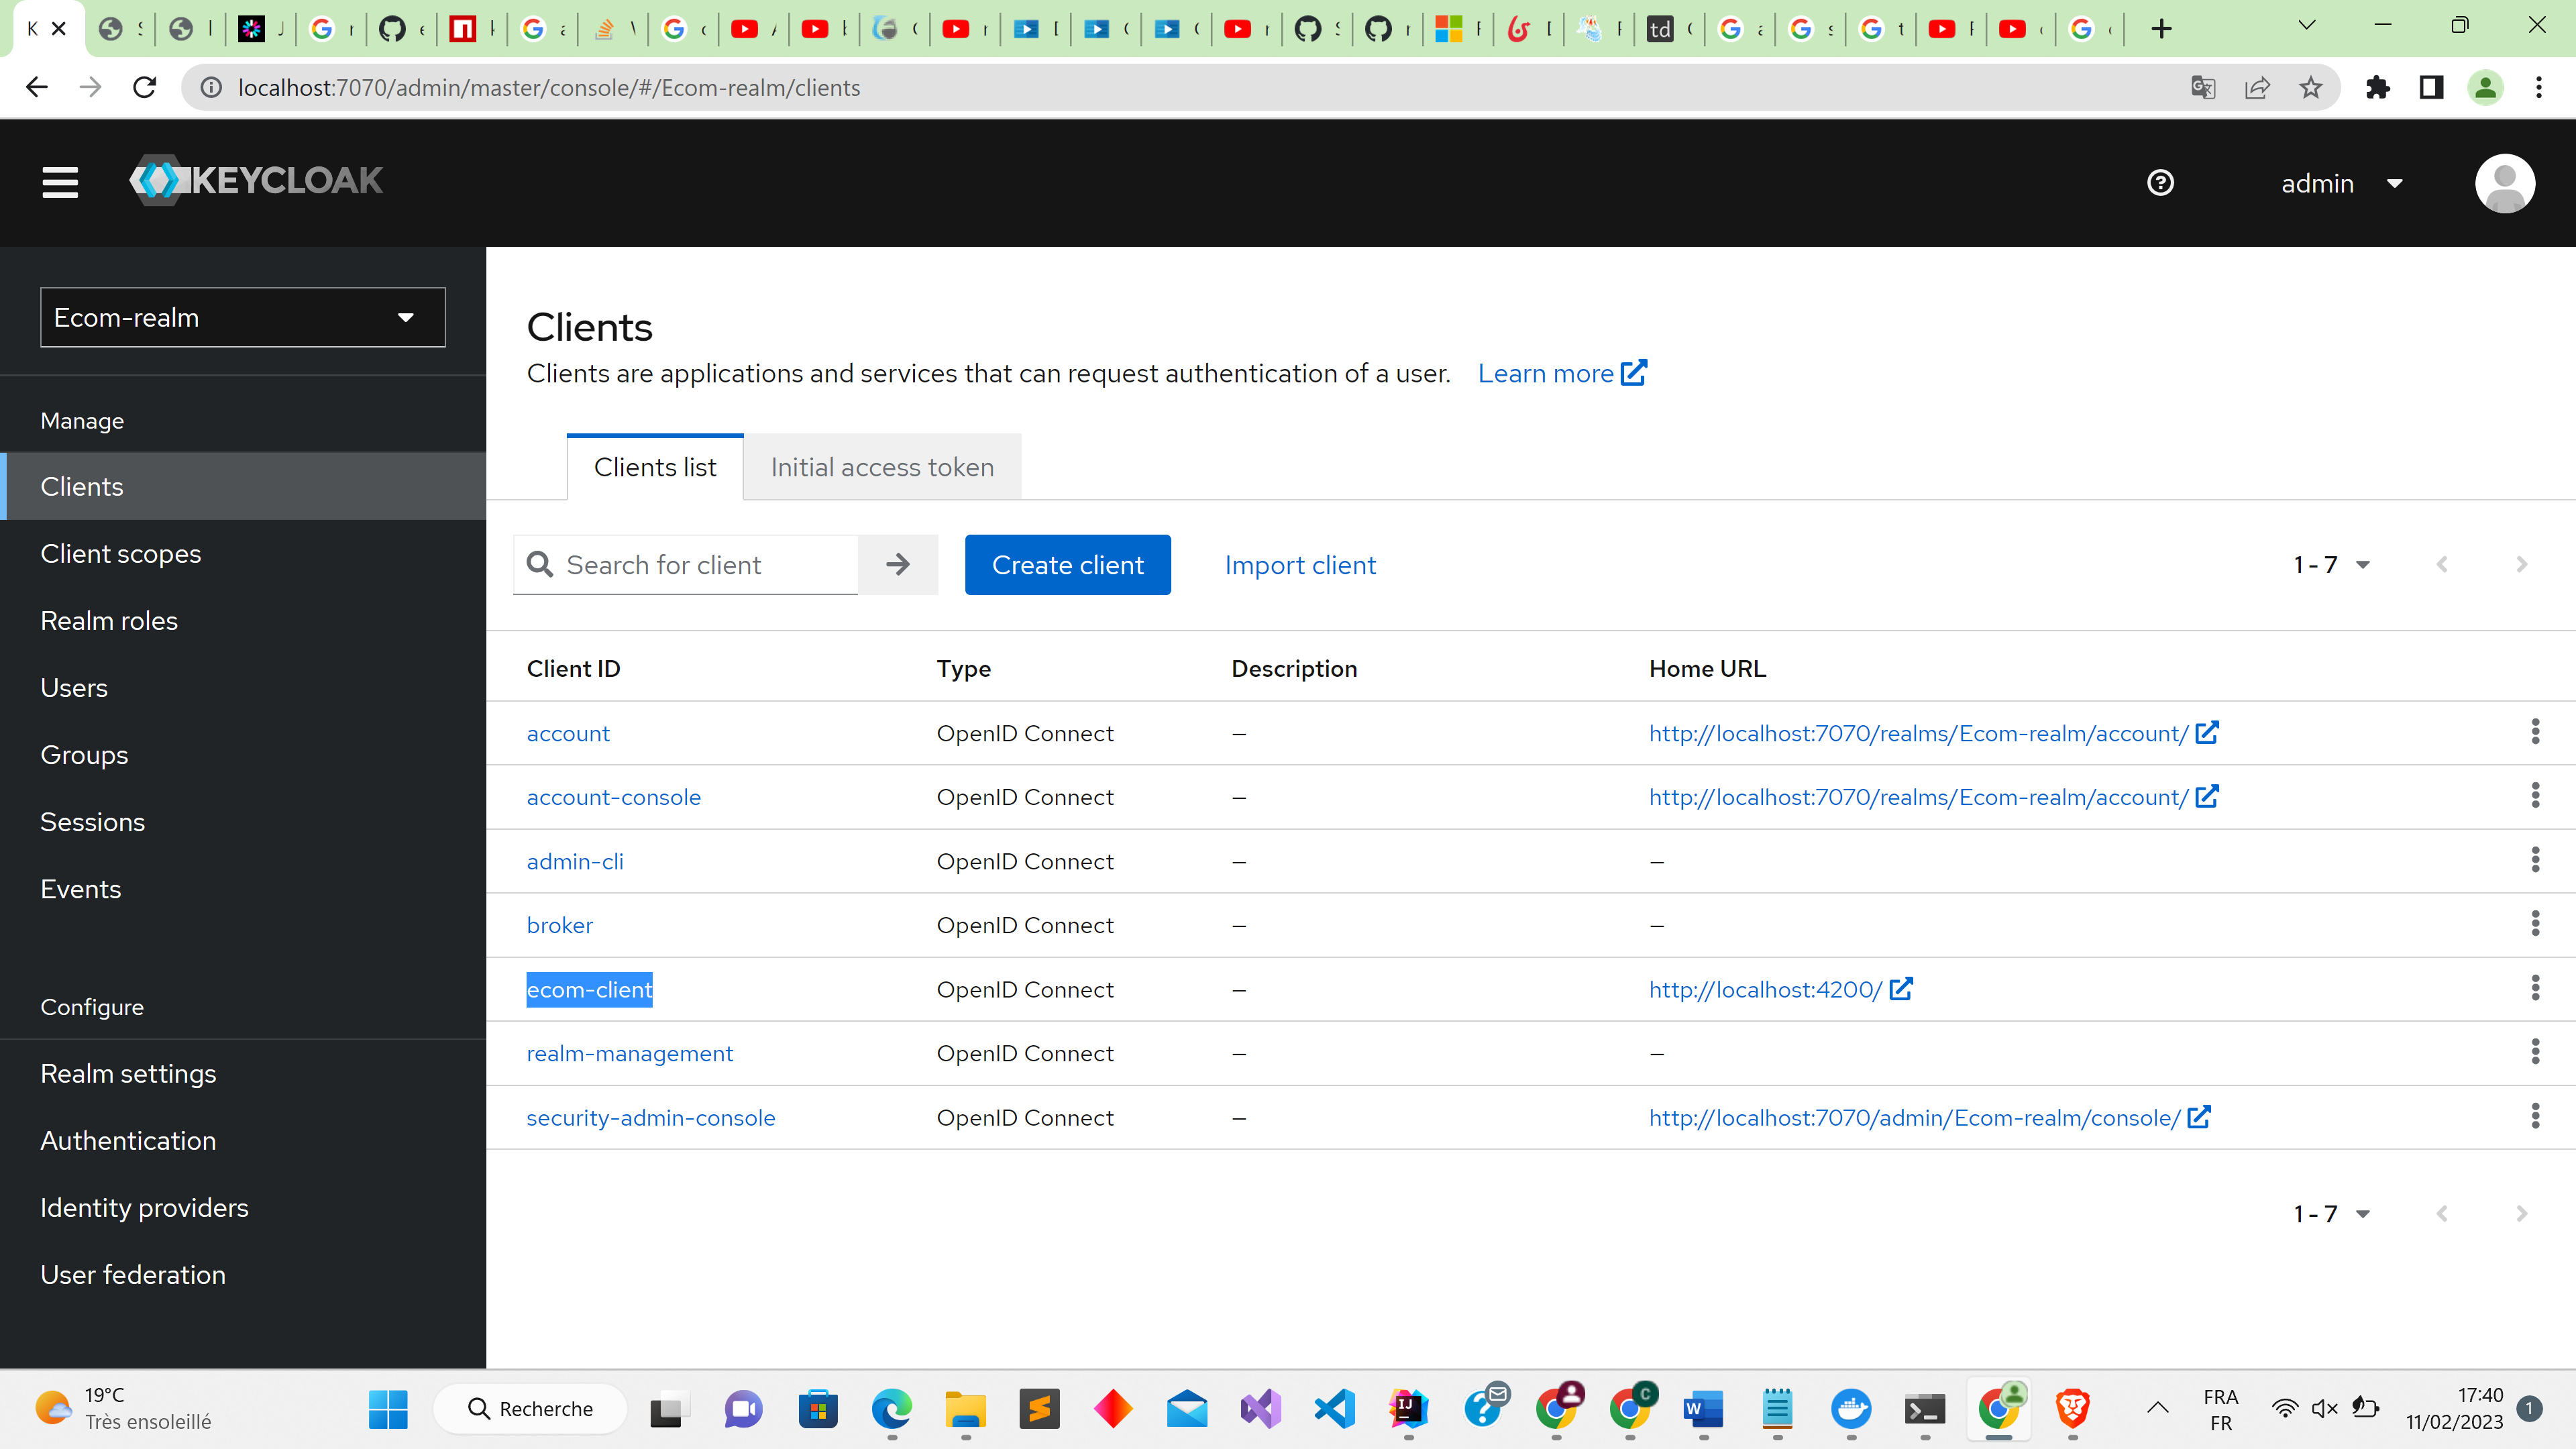 localhost:7070/admin/master/console/#/Ecom-realm/clients
KEYCLOAK
admin
Ecom-realm
Manage
Clients
Client scopes
Realm roles
Users
Groups
Sessions
Events
Configure
Realm settings
Authentication
Identity providers
User federation
Clients
Clients are applications and services that can request authentication of a user. Learn more
Clients list Initial access token
Search for client Create client Import client 1 - 7
Client ID Type Description Home URL
account OpenID Connect – http://localhost:7070/realms/Ecom-realm/account/
account-console OpenID Connect – http://localhost:7070/realms/Ecom-realm/account/
admin-cli OpenID Connect – –
broker OpenID Connect – –
ecom-client OpenID Connect – http://localhost:4200/
realm-management OpenID Connect – –
security-admin-console OpenID Connect – http://localhost:7070/admin/Ecom-realm/console/
1 - 7
19°C
Très ensoleillé
Recherche
FRA
FR
17:40
11/02/2023
1